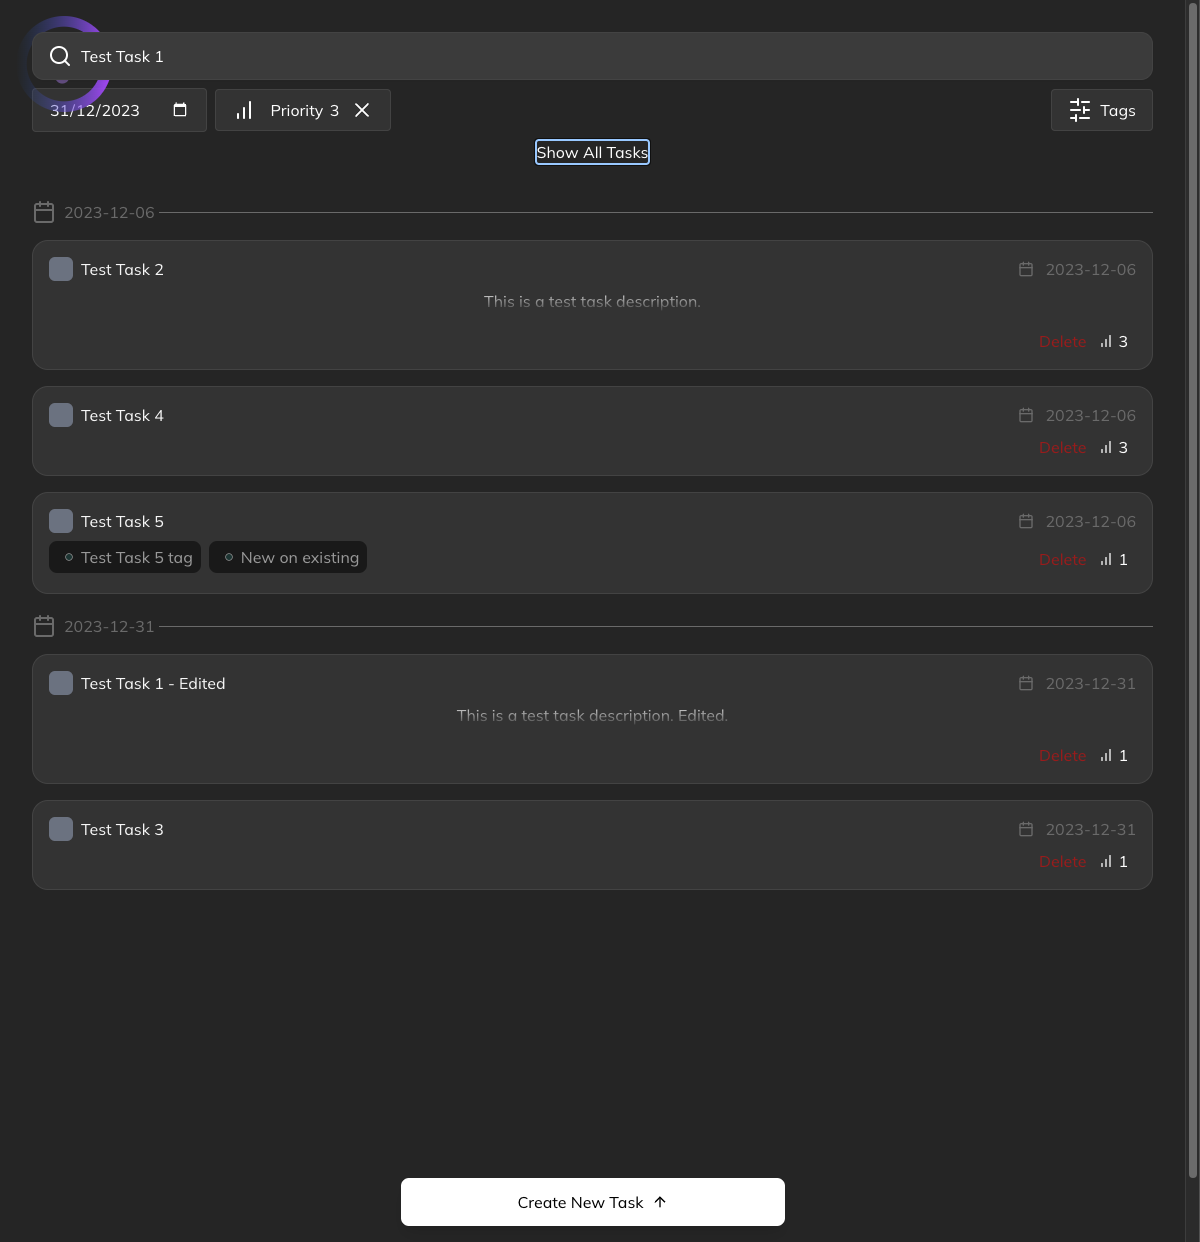 Test Task 1
31/12/2023 Priority 3 Tags
Show All Tasks
2023-12-06
Test Task 2 2023-12-06
This is a test task description.
Delete 3
Test Task 4 2023-12-06
Delete 3
Test Task 5 2023-12-06
Test Task 5 tag New on existing Delete 1
2023-12-31
Test Task 1 - Edited 2023-12-31
This is a test task description. Edited.
Delete 1
Test Task 3 2023-12-31
Delete 1
Create New Task